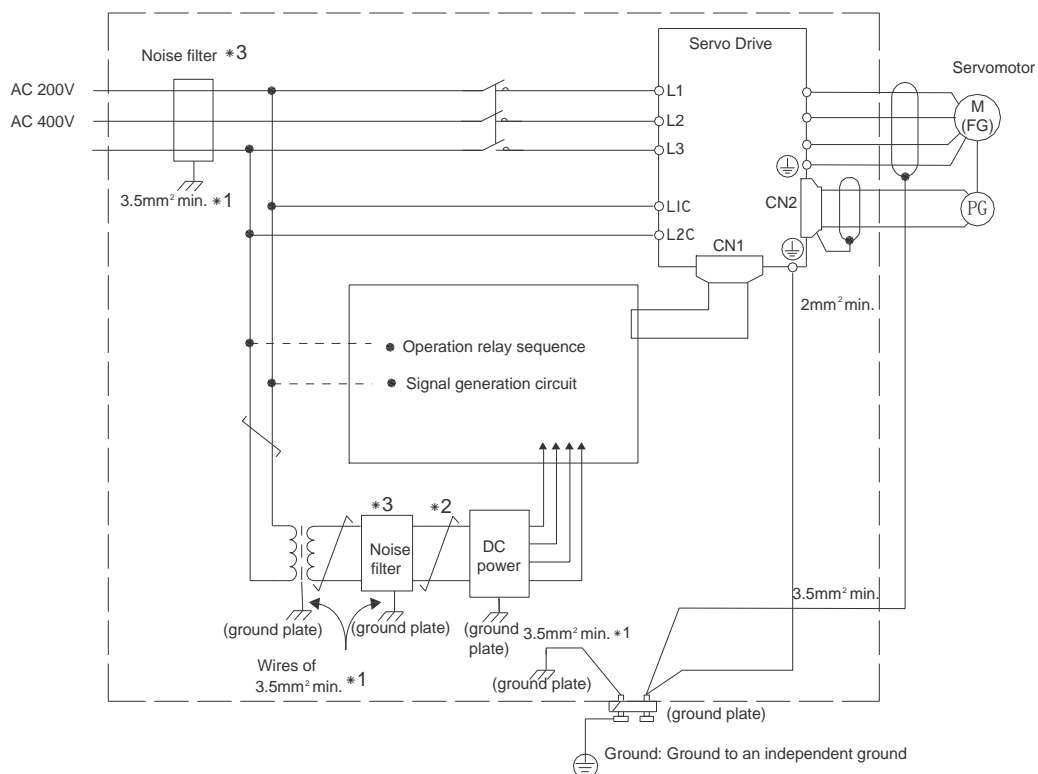 Noise filter *3
AC 200V
AC 400V
3.5mm² min. *1
Servo Drive
L1
L2
L3
L1C
L2C
CN1
CN2
Servomotor
M
(FG)
PG
2mm² min.
Operation relay sequence
Signal generation circuit
*3
*2
Noise
filter
DC
power
(ground plate)
(ground plate)
(ground
plate)
Wires of
3.5mm² min. *1
3.5mm² min. *1
(ground plate)
3.5mm² min.
(ground plate)
Ground: Ground to an independent ground